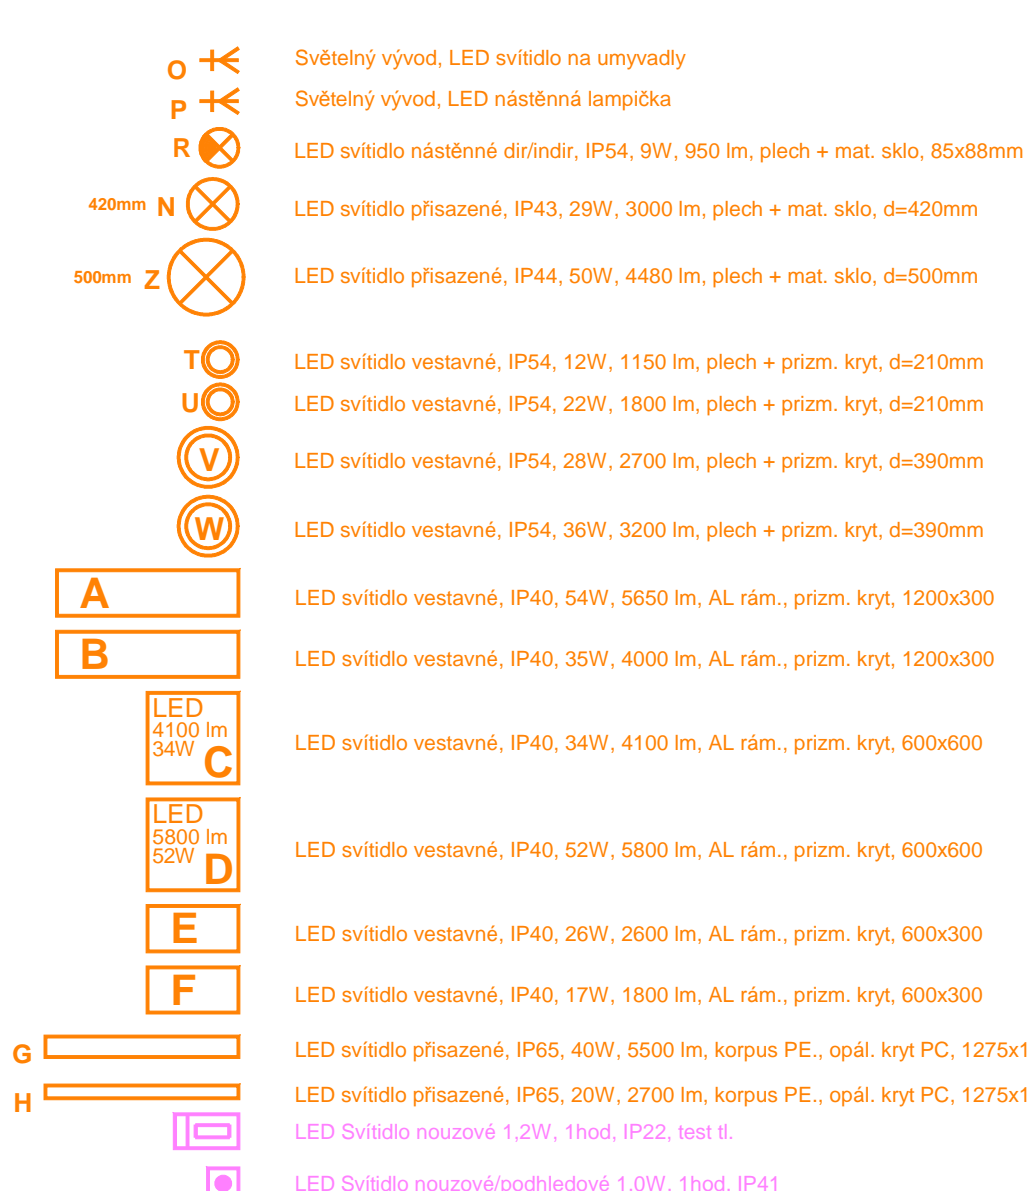 O Světelný vývod, LED svítidlo na umyvadly
P Světelný vývod, LED nástěnná lampička
R LED svítidlo nástěnné dir/indir, IP54, 9W, 950 lm, plech + mat. sklo, 85x88mm
420mm N LED svítidlo přisazené, IP43, 29W, 3000 lm, plech + mat. sklo, d=420mm
500mm Z LED svítidlo přisazené, IP44, 50W, 4480 lm, plech + mat. sklo, d=500mm
T LED svítidlo vestavné, IP54, 12W, 1150 lm, plech + prizm. kryt, d=210mm
U LED svítidlo vestavné, IP54, 22W, 1800 lm, plech + prizm. kryt, d=210mm
V LED svítidlo vestavné, IP54, 28W, 2700 lm, plech + prizm. kryt, d=390mm
W LED svítidlo vestavné, IP54, 36W, 3200 lm, plech + prizm. kryt, d=390mm
A LED svítidlo vestavné, IP40, 54W, 5650 lm, AL rám., prizm. kryt, 1200x300
B LED svítidlo vestavné, IP40, 35W, 4000 lm, AL rám., prizm. kryt, 1200x300
LED
4100 lm
34W C LED svítidlo vestavné, IP40, 34W, 4100 lm, AL rám., prizm. kryt, 600x600
LED
5800 lm
52W D LED svítidlo vestavné, IP40, 52W, 5800 lm, AL rám., prizm. kryt, 600x600
E LED svítidlo vestavné, IP40, 26W, 2600 lm, AL rám., prizm. kryt, 600x300
F LED svítidlo vestavné, IP40, 17W, 1800 lm, AL rám., prizm. kryt, 600x300
G LED svítidlo přisazené, IP65, 40W, 5500 lm, korpus PE., opál. kryt PC, 1275x1
H LED svítidlo přisazené, IP65, 20W, 2700 lm, korpus PE., opál. kryt PC, 1275x1
LED Svítidlo nouzové 1,2W, 1hod, IP22, test tl.
LED Svítidlo nouzové/podhledové 1,0W, 1hod, IP41